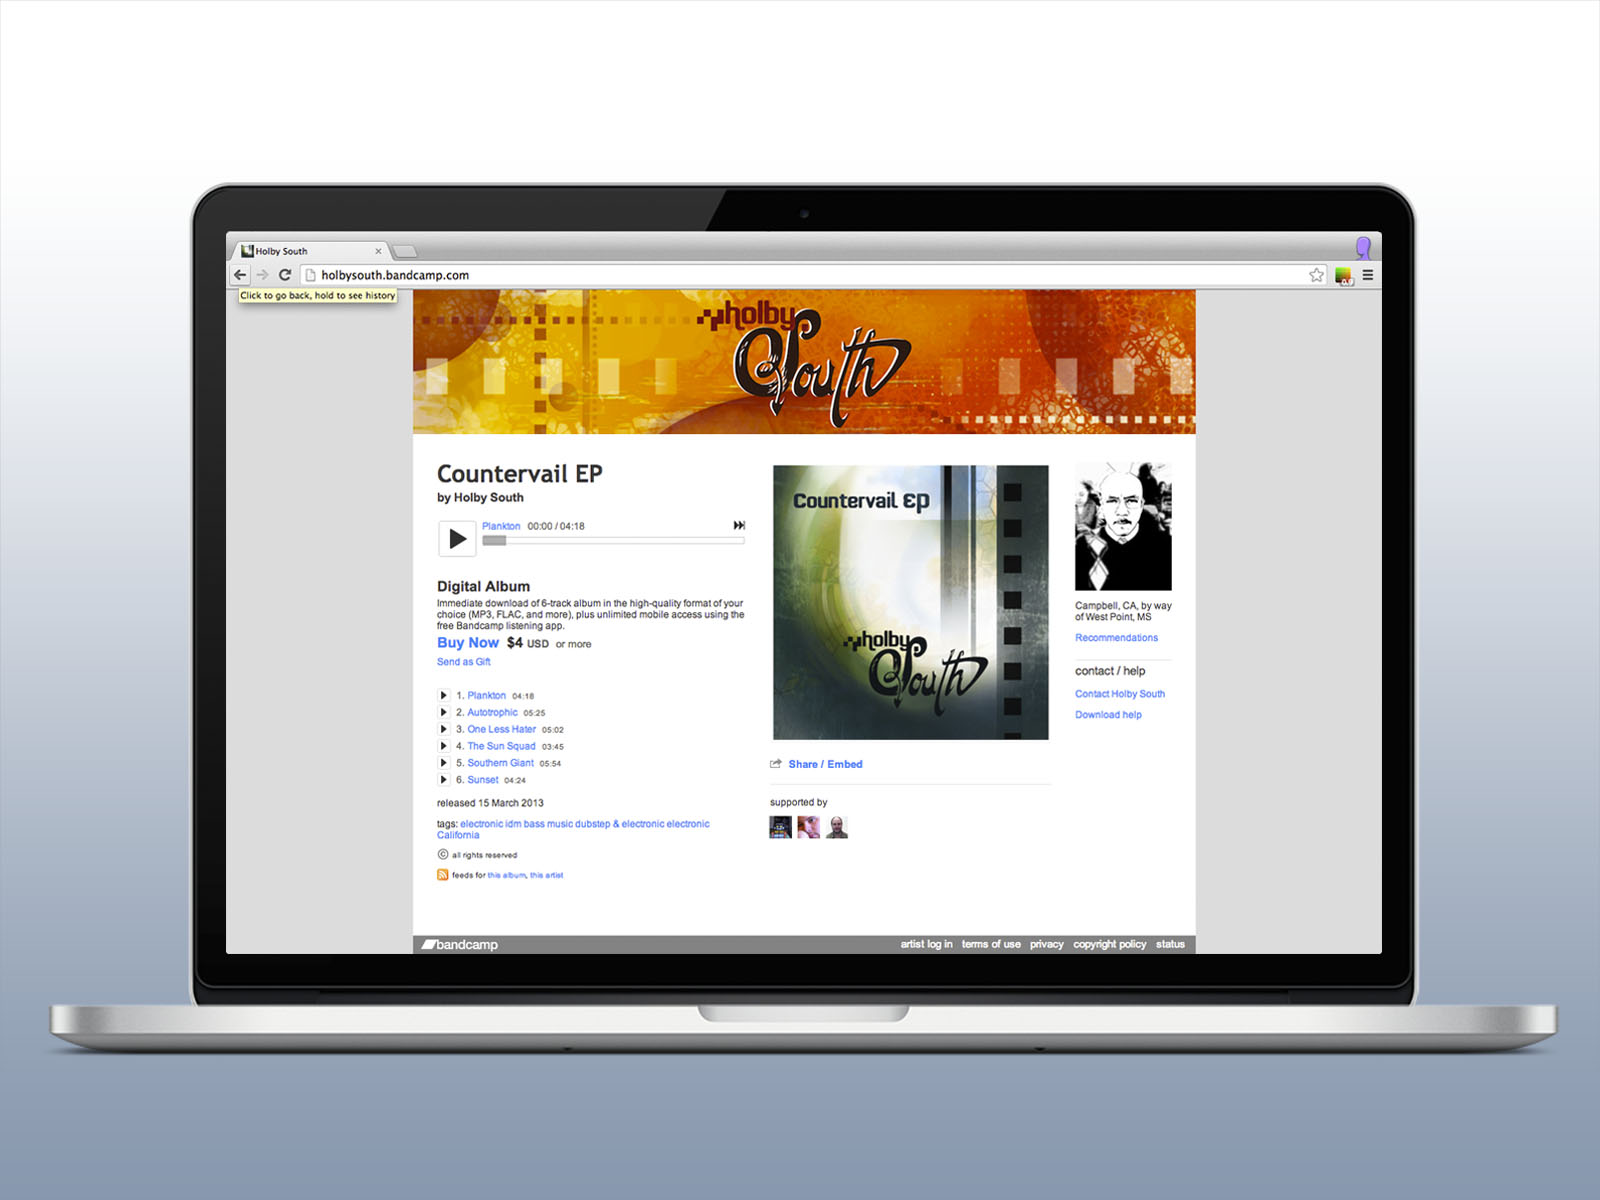 Holby South
holbysouth.bandcamp.com
Click to go back, hold to see history
holby
South
Countervail EP
by Holby South
Plankton 00:00 / 04:18
Digital Album
Immediate download of 6-track album in the high-quality format of your
choice (MP3, FLAC, and more), plus unlimited mobile access using the
free Bandcamp listening app.
Buy Now $4 USD or more
Send as Gift
1. Plankton 04:18
2. Autotrophic 05:25
3. One Less Hater 05:02
4. The Sun Squad 03:45
5. Southern Giant 05:54
6. Sunset 04:24
released 15 March 2013
tags: electronic idm bass music dubstep & electronic electronic
California
© all rights reserved
feeds for this album, this artist
Countervail Ep
holby
South
Share / Embed
supported by
Campbell, CA, by way
of West Point, MS
Recommendations
contact / help
Contact Holby South
Download help
bandcamp
artist log in terms of use privacy copyright policy status